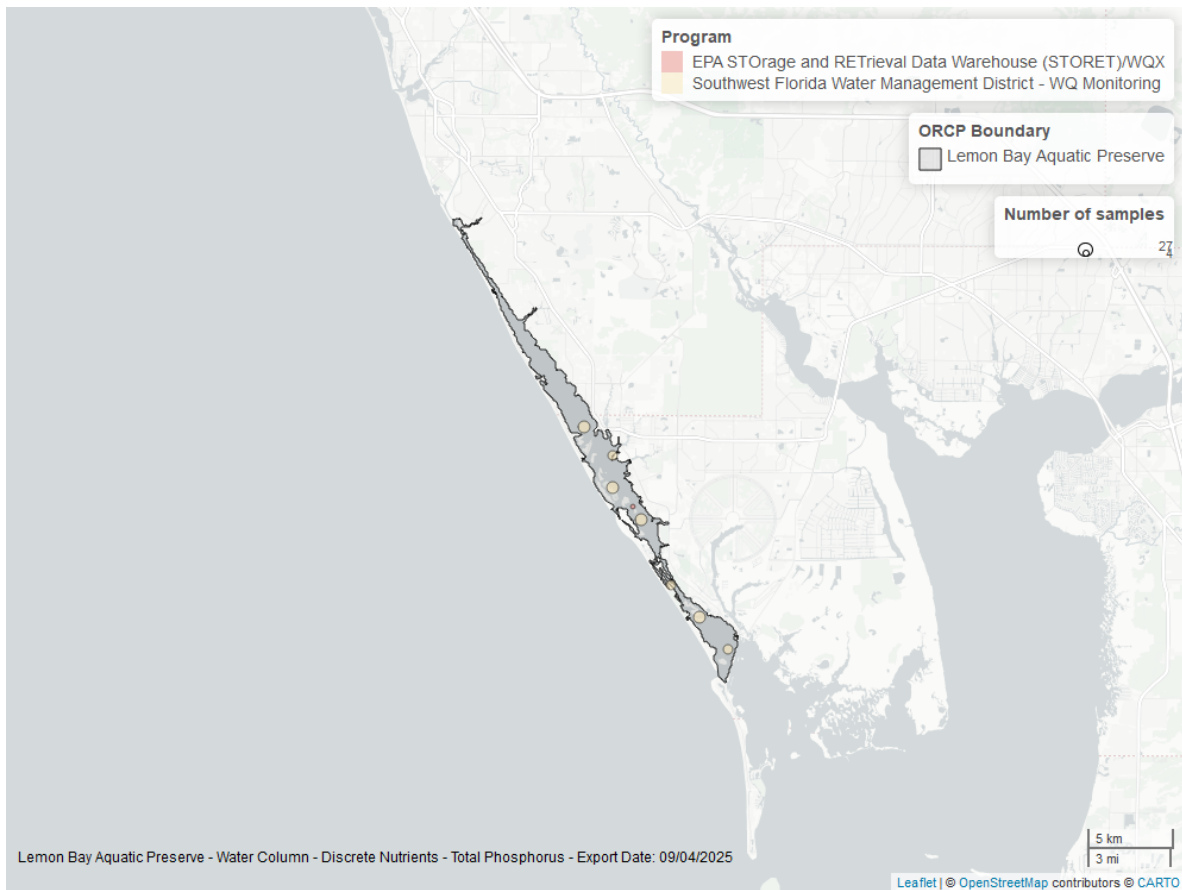 Program
EPA STOrage and RETrieval Data Warehouse (STORET)/WQX
Southwest Florida Water Management District - WQ Monitoring
ORCP Boundary
Lemon Bay Aquatic Preserve
Number of samples
27
4
5 km
3 mi
Lemon Bay Aquatic Preserve - Water Column - Discrete Nutrients - Total Phosphorus - Export Date: 09/04/2025
Leaflet | © OpenStreetMap contributors © CARTO